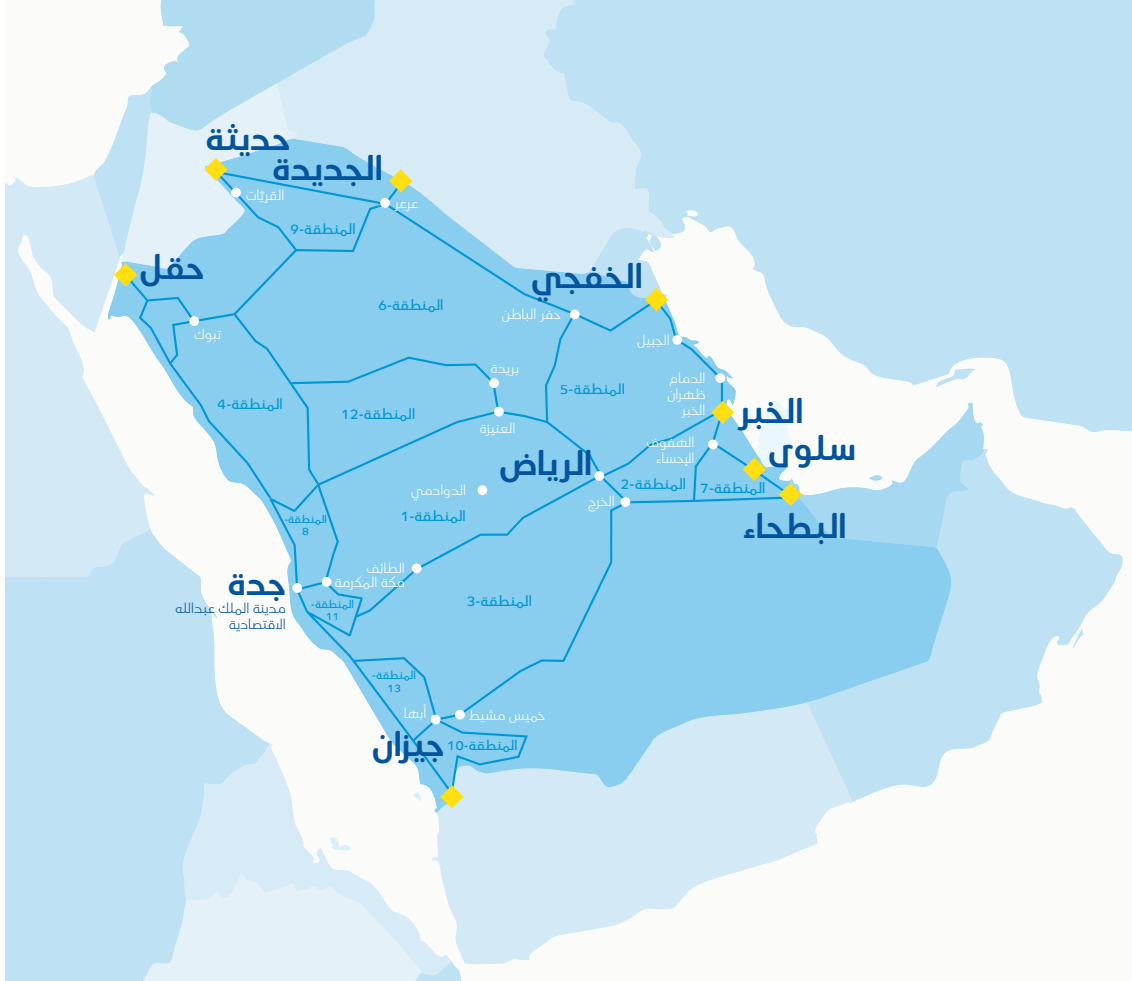 حديثة
الجديدة
القريّات
عرعر
المنطقة-9
حقل
الخفجي
المنطقة-6
حفر الباطن
تبوك
الجبيل
بريدة
الدمام
ظهران
الخبر
المنطقة-5
المنطقة-4
المنطقة-12
الخبر
العنيزة
الهفوف
الإحساء
سلوى
الرياض
المنطقة-2
المنطقة-7
الدوادمي
الخرج
المنطقة-1
المنطقة-
8
البطحاء
الطائف
مكة المكرمة
جدة
مدينة الملك عبدالله
الاقتصادية
المنطقة-
11
المنطقة-3
المنطقة-
13
أبها
خميس مشيط
جيزان
المنطقة-10